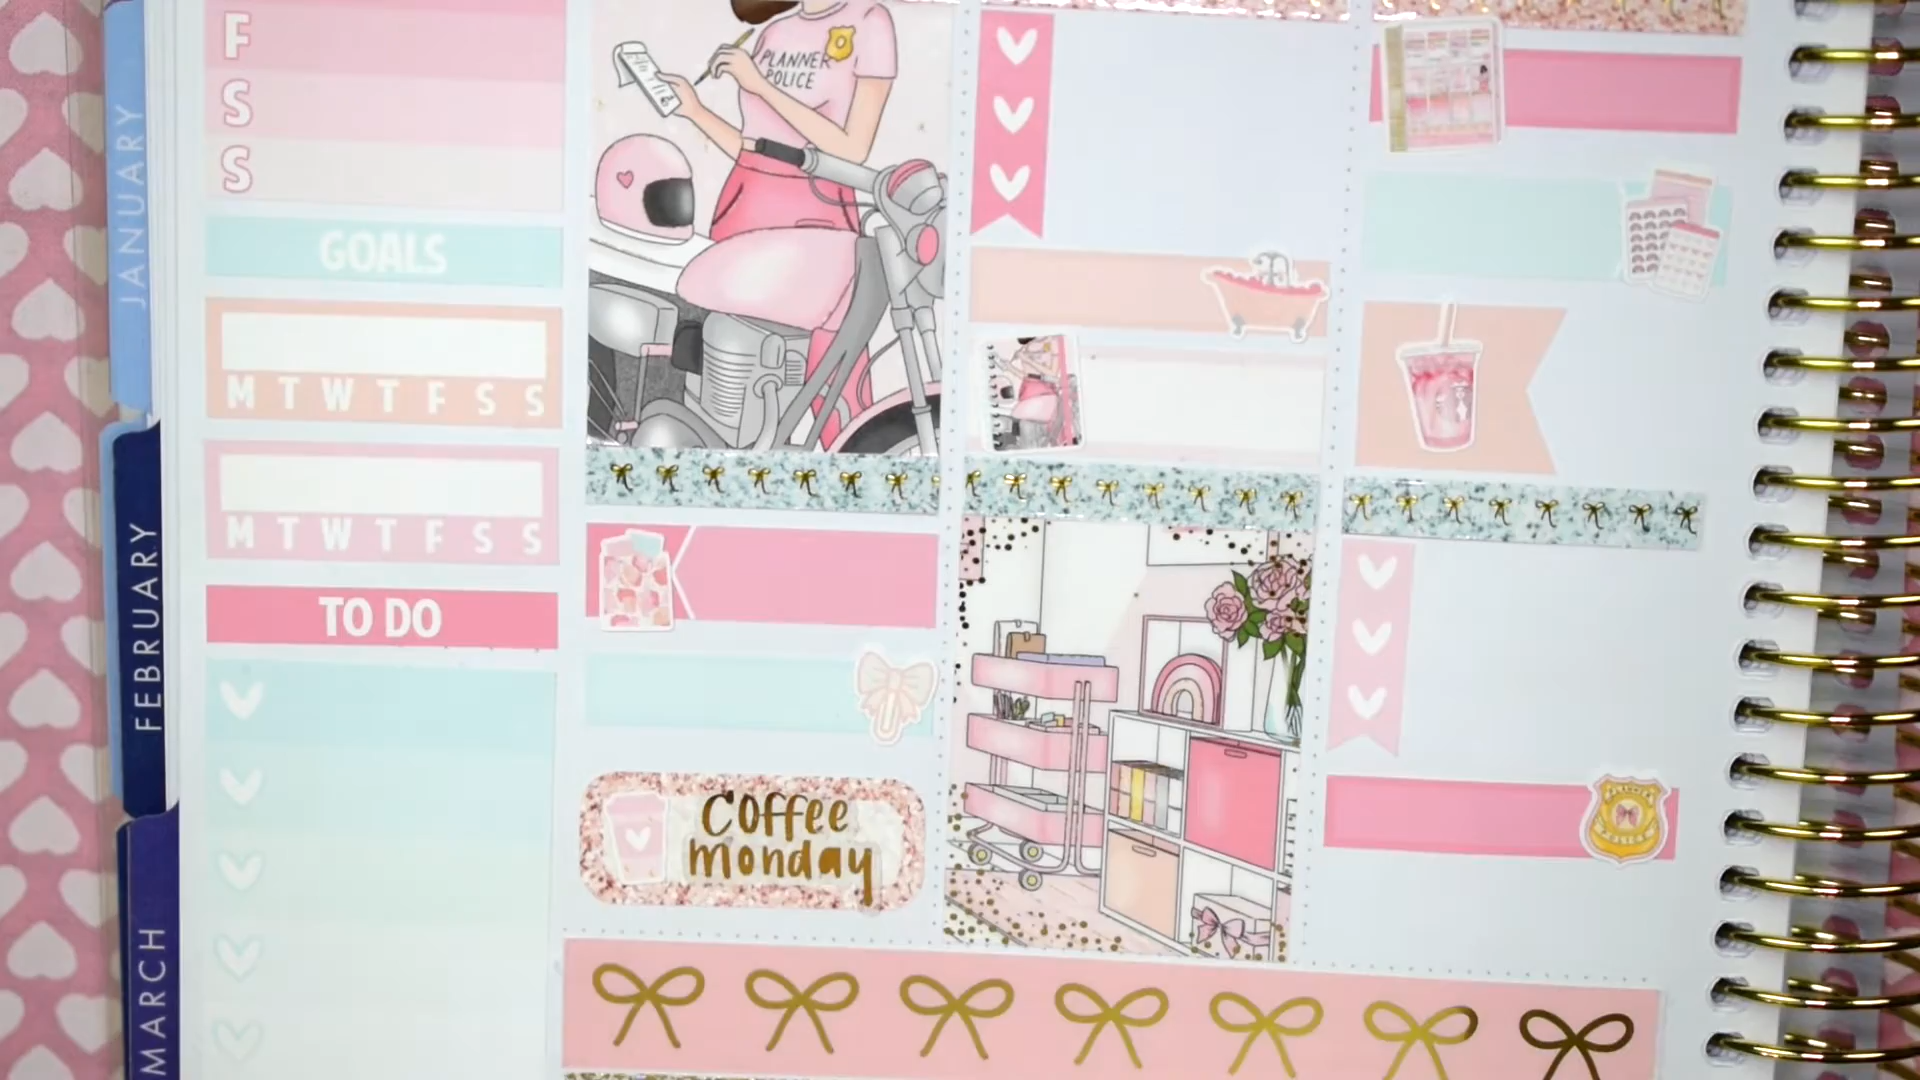 JANUARY
FEBRUARY
MARCH
F
S
S
GOALS
M T W T F S S
M T W T F S S
TO DO
PLANNER
POLICE
Coffee
monday